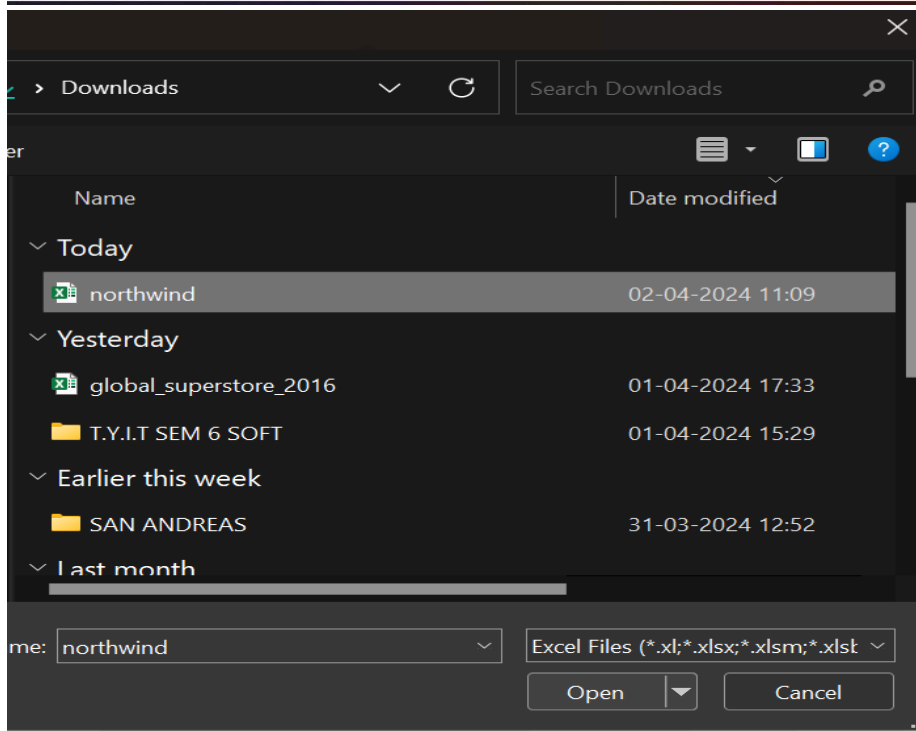 > Downloads
Search Downloads
er
?
Name Date modified
Today
northwind 02-04-2024 11:09
Yesterday
global_superstore_2016 01-04-2024 17:33
T.Y.I.T SEM 6 SOFT 01-04-2024 15:29
Earlier this week
SAN ANDREAS 31-03-2024 12:52
Last month
me: northwind Excel Files (*.xl;*.xlsx;*.xlsm;*.xlsb
Open Cancel